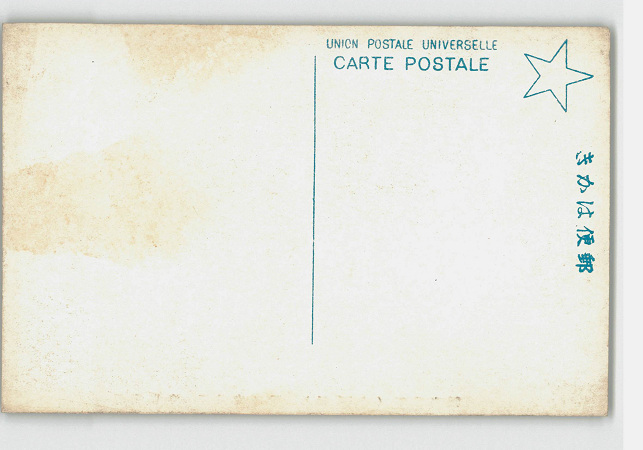 UNION POSTALE UNIVERSELLE
CARTE POSTALE
きかは便郵